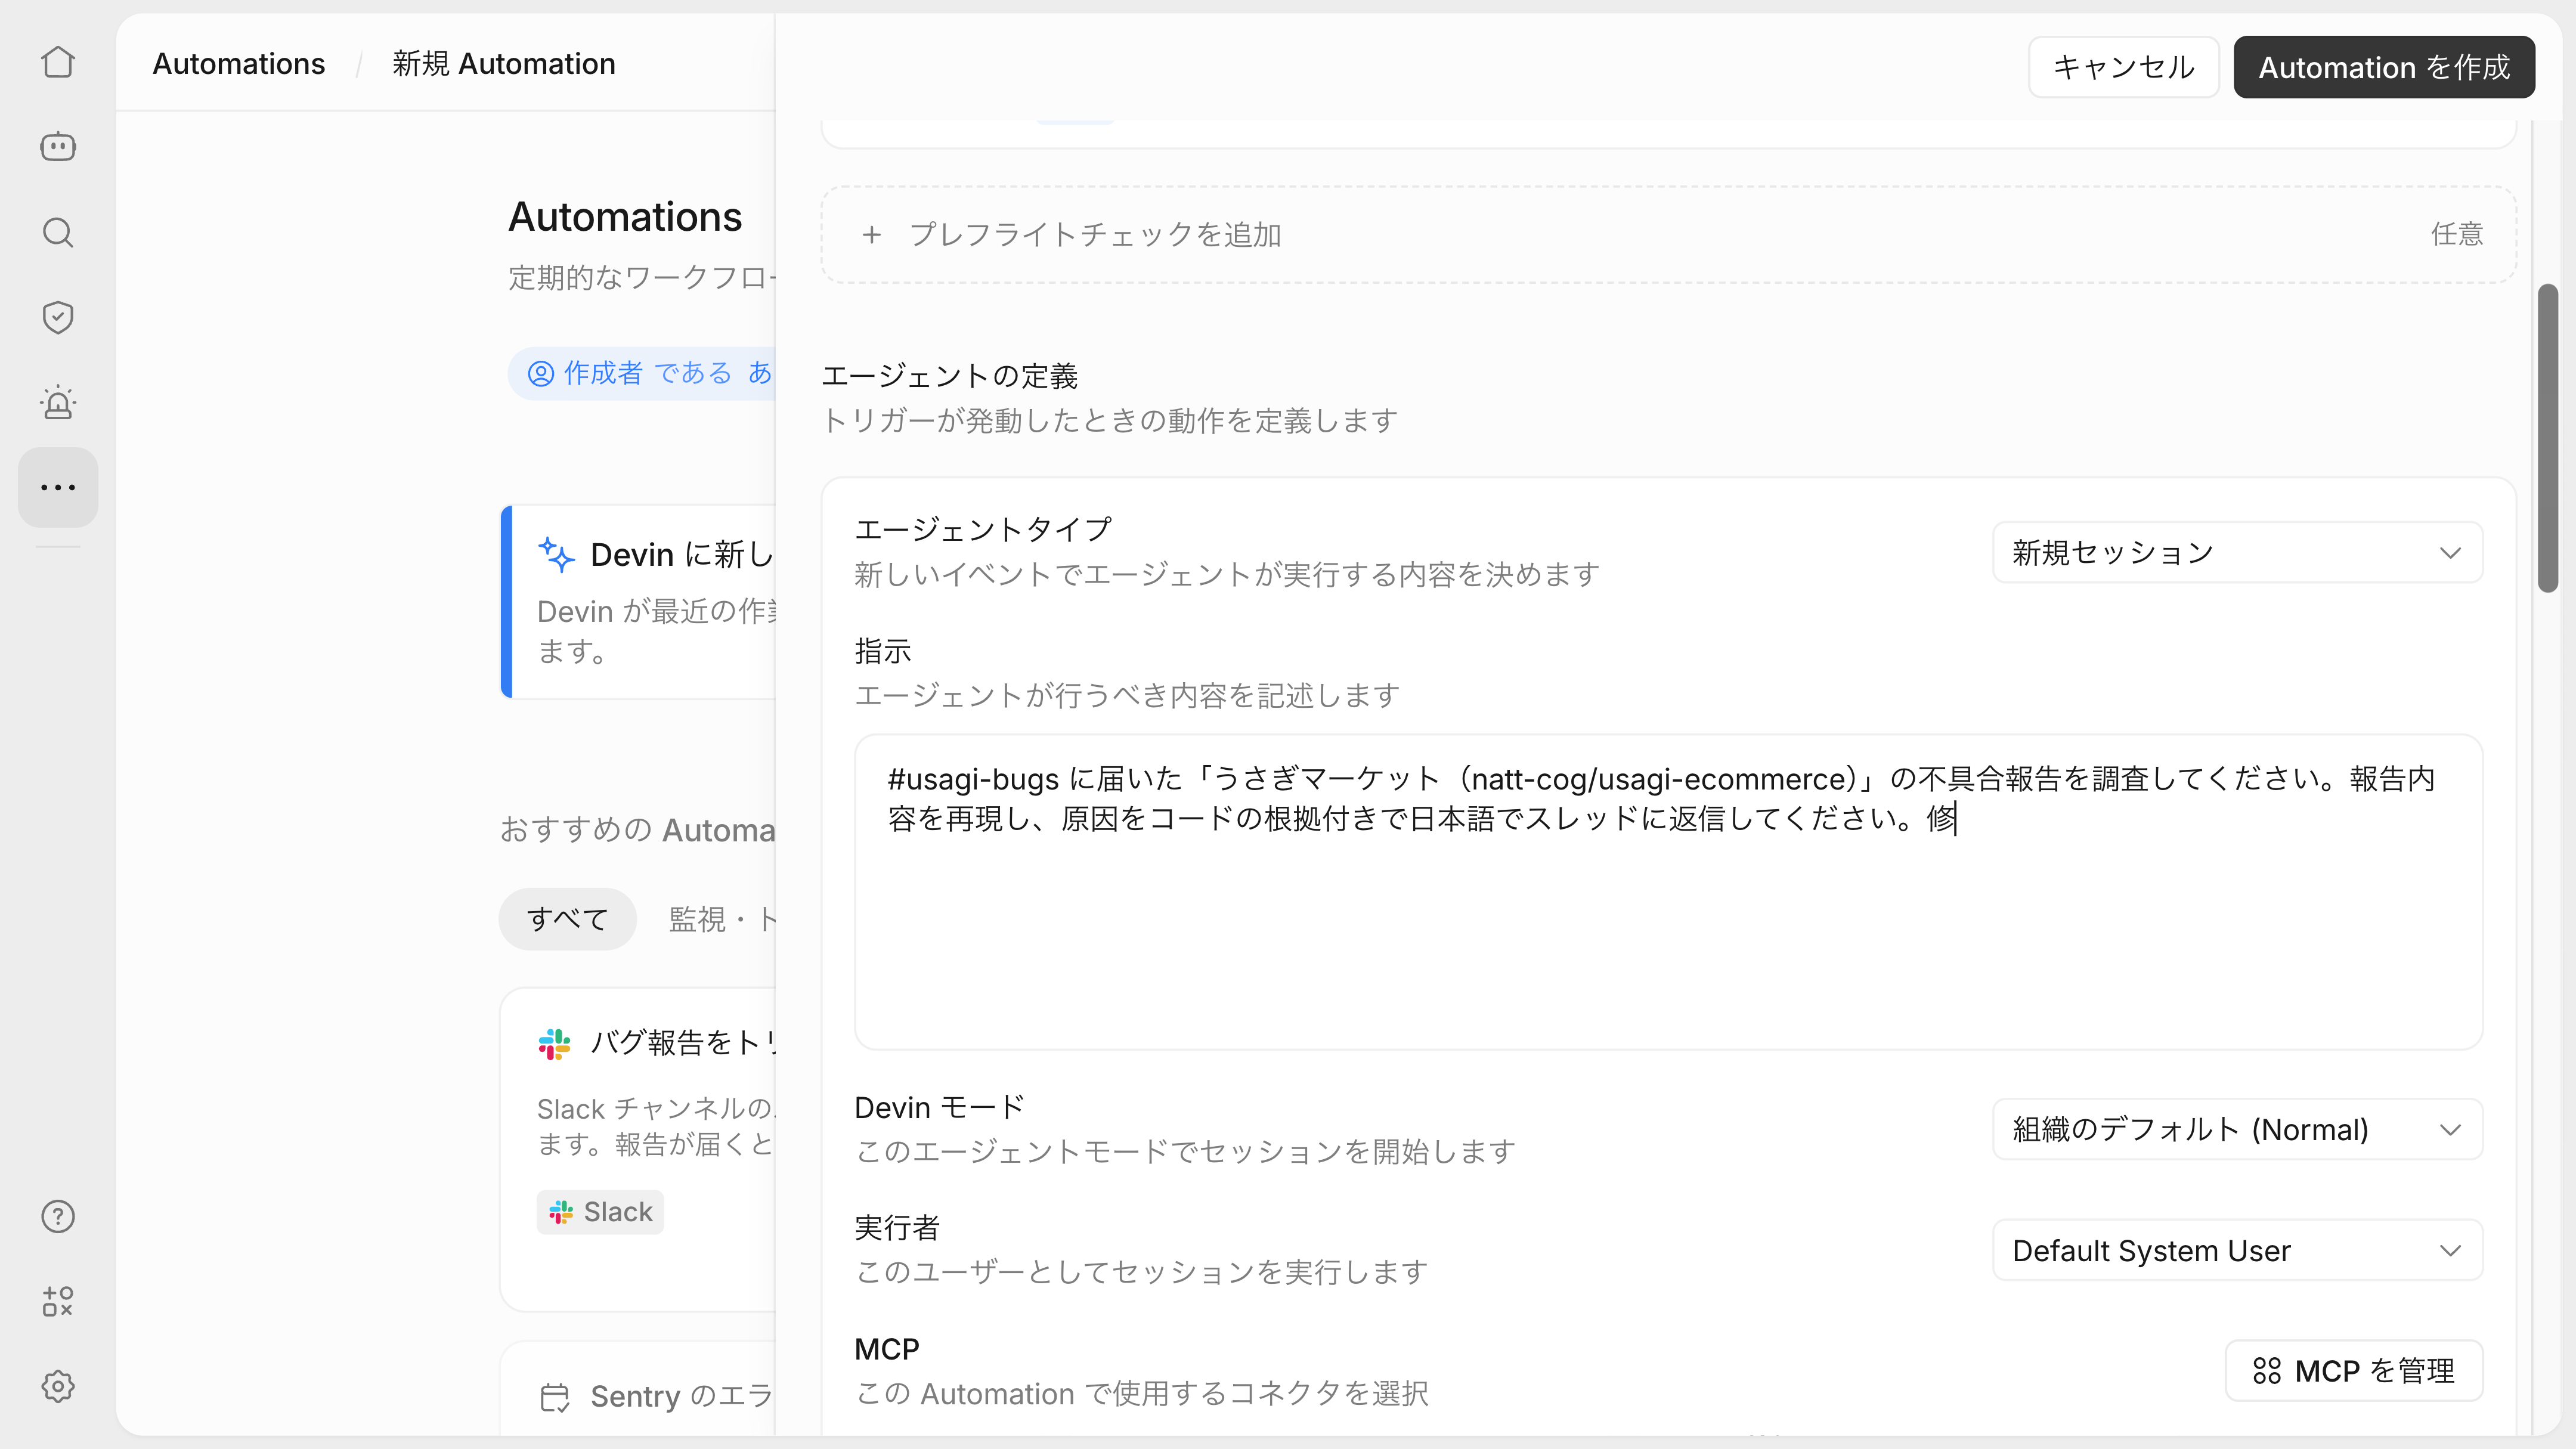 Automations / 新規 Automation
キャンセル
Automation を作成
Automations
定期的なワークフロー
作成者 である あ
Devin に新し
Devin が最近の作業
ます。
おすすめの Automa
すべて
監視・ト
バグ報告をトリ
Slack チャンネルの
ます。報告が届くと
Slack
Sentry のエラ
+ プレフライトチェックを追加
任意
エージェントの定義
トリガーが発動したときの動作を定義します
エージェントタイプ
新しいイベントでエージェントが実行する内容を決めます
新規セッション
指示
エージェントが行うべき内容を記述します
#usagi-bugs に届いた「うさぎマーケット（natt-cog/usagi-ecommerce）」の不具合報告を調査してください。報告内
容を再現し、原因をコードの根拠付きで日本語でスレッドに返信してください。修
Devin モード
このエージェントモードでセッションを開始します
組織のデフォルト (Normal)
実行者
このユーザーとしてセッションを実行します
Default System User
MCP
この Automation で使用するコネクタを選択
MCP を管理